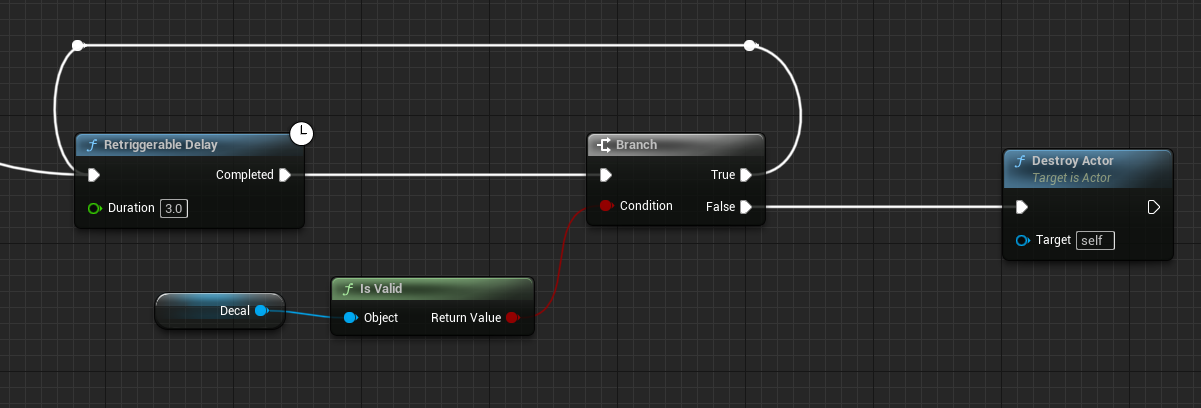 Retriggerable Delay
Completed
Duration 3.0
Branch
True
Condition
False
Destroy Actor
Target is Actor
Target self
Decal
Is Valid
Object
Return Value